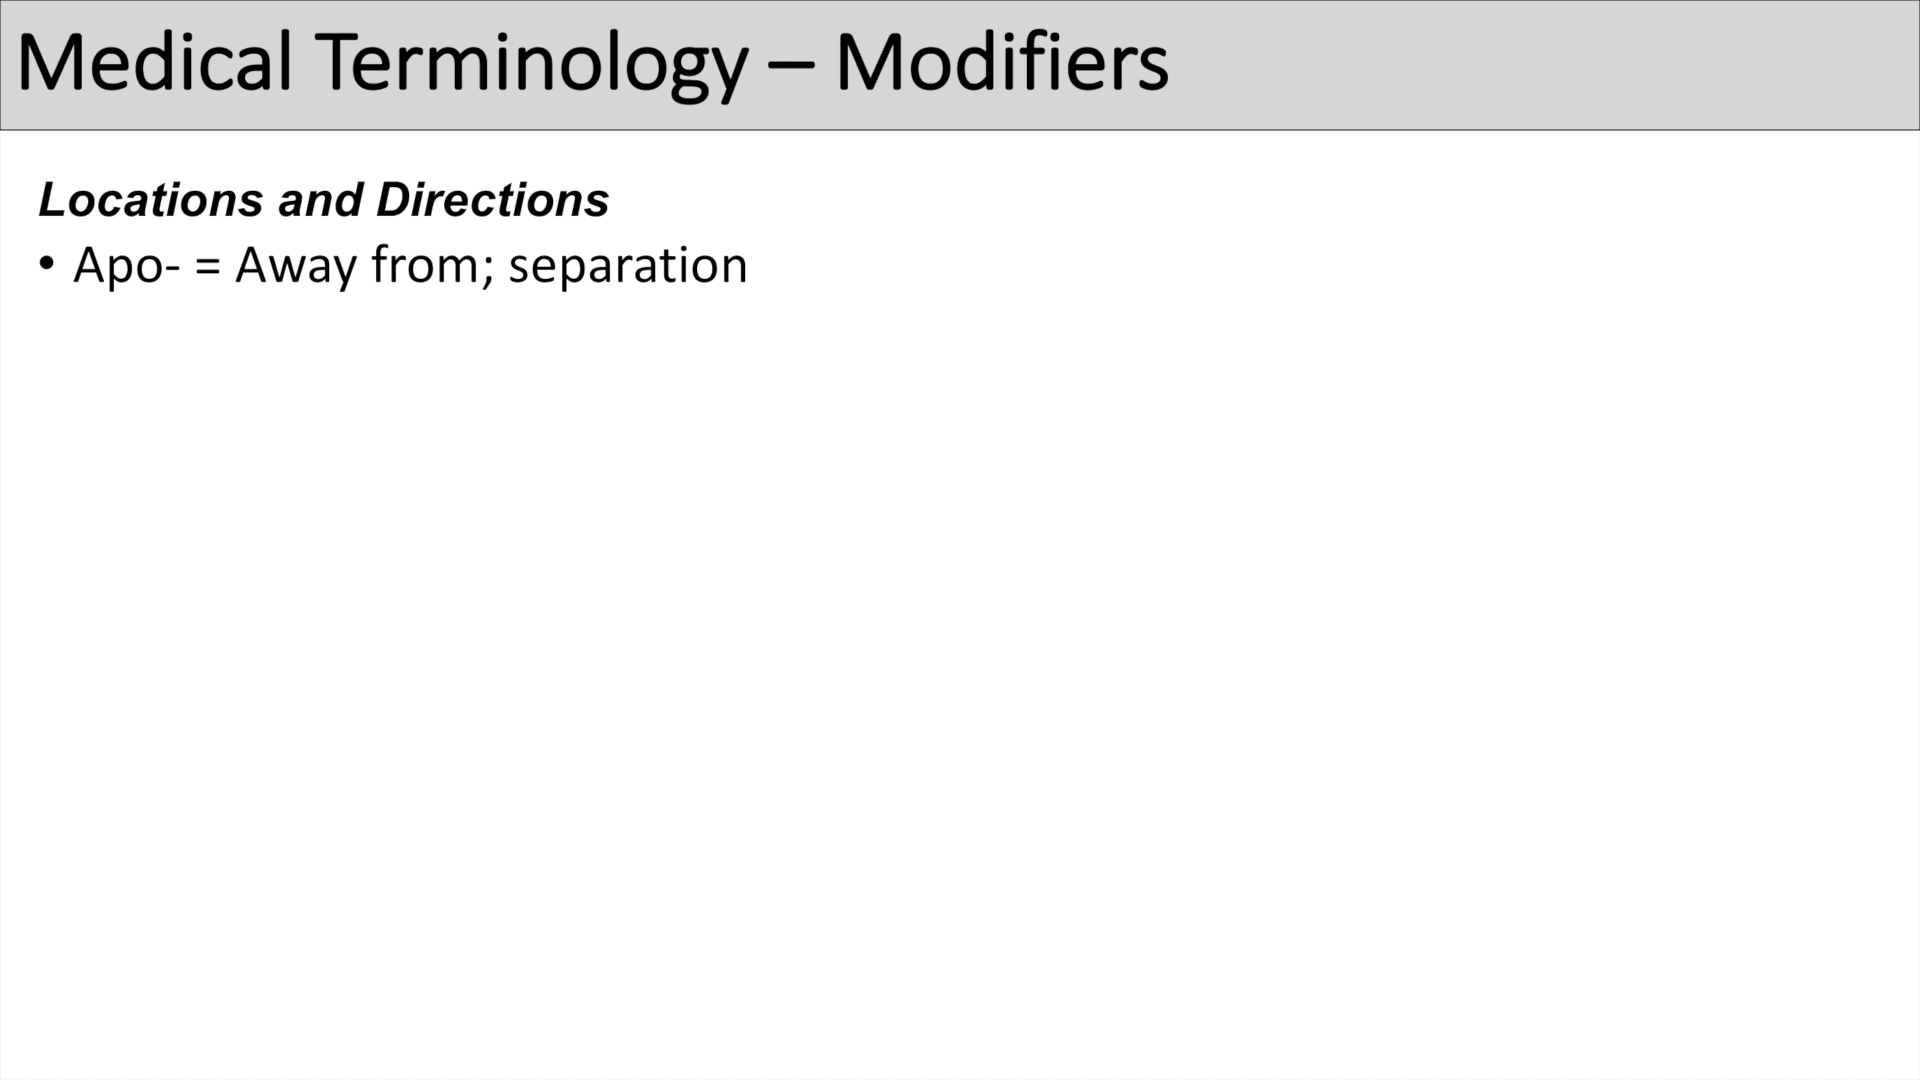 Medical Terminology – Modifiers
Locations and Directions
• Apo- = Away from; separation